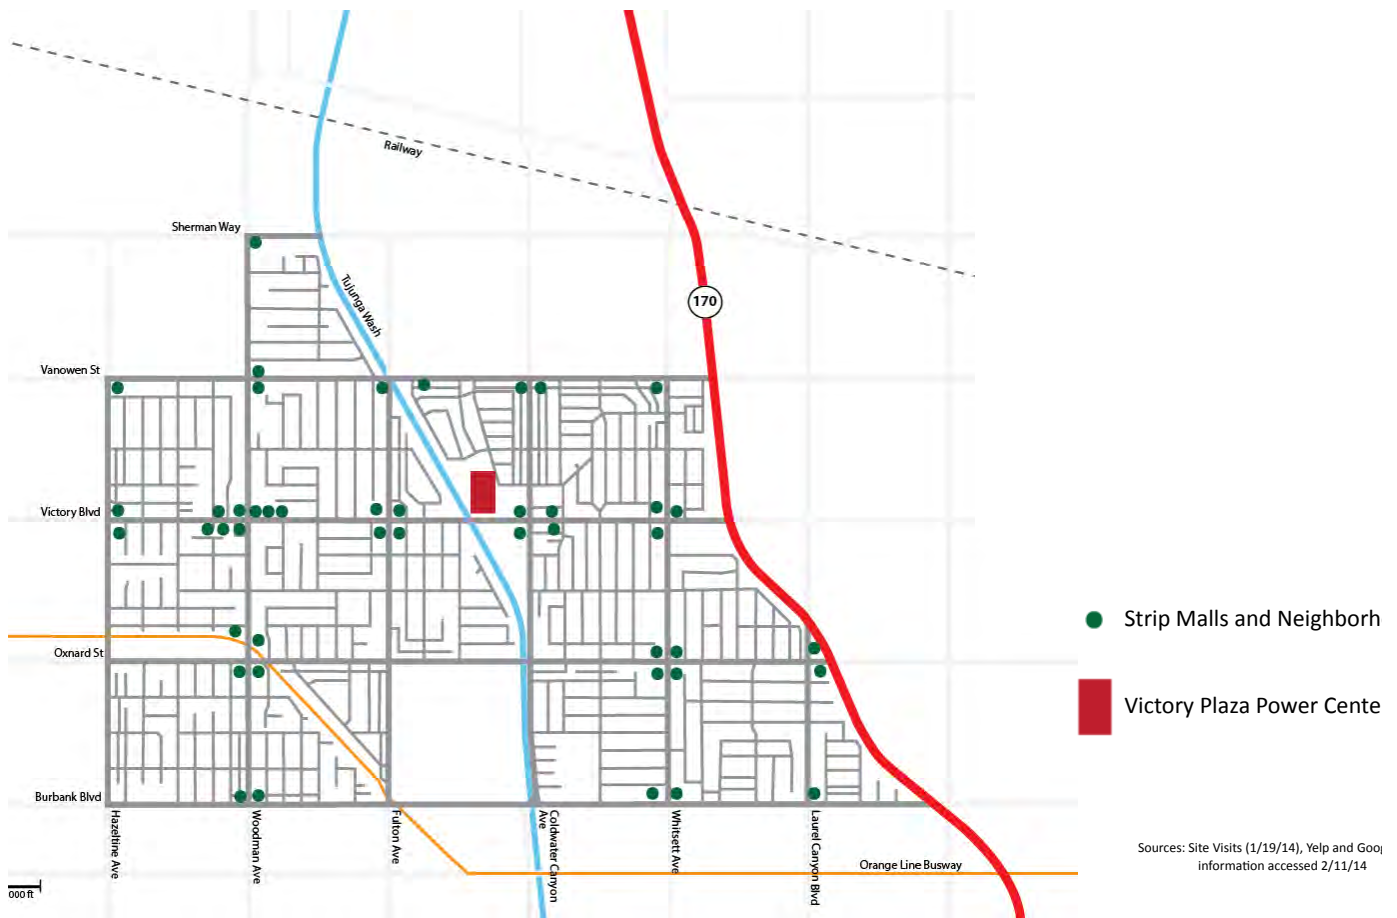 Railway
Sherman Way
Tujunga Wash
170
Vanowen St
Victory Blvd
Oxnard St
Burbank Blvd
Hazeltine Ave
Woodman Ave
Fulton Ave
Coldwater Canyon
Ave
Whitsett Ave
Laurel Canyon Blvd
Orange Line Busway
000 ft
Strip Malls and Neighborh
Victory Plaza Power Cente
Sources: Site Visits (1/19/14), Yelp and Goog
information accessed 2/11/14